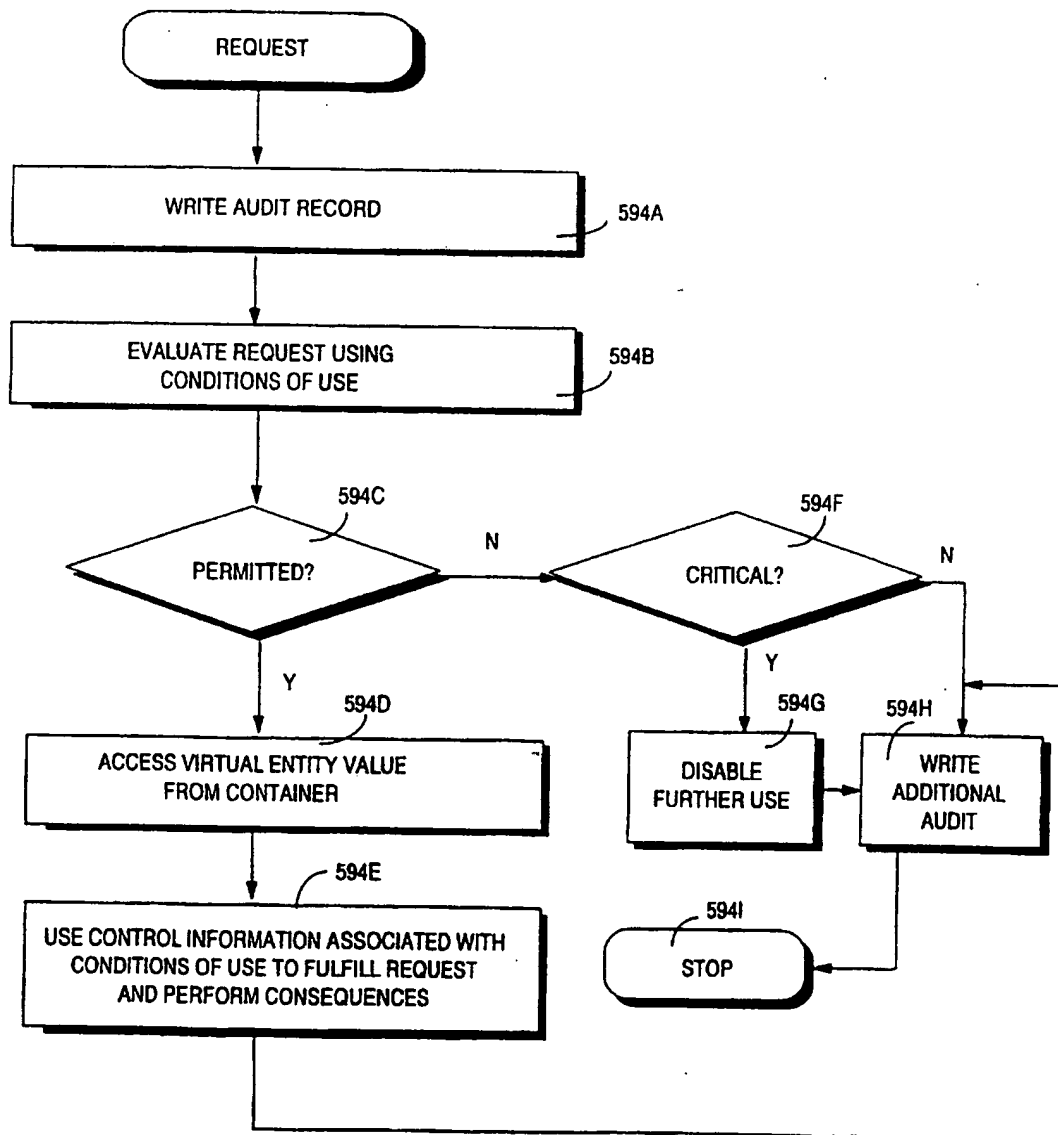 REQUEST
WRITE AUDIT RECORD
594A
EVALUATE REQUEST USING
CONDITIONS OF USE
594B
594C
PERMITTED?
N
Y
594F
CRITICAL?
N
Y
594D
ACCESS VIRTUAL ENTITY VALUE
FROM CONTAINER
594G
DISABLE
FURTHER USE
594H
WRITE
ADDITIONAL
AUDIT
594E
USE CONTROL INFORMATION ASSOCIATED WITH
CONDITIONS OF USE TO FULFILL REQUEST
AND PERFORM CONSEQUENCES
594I
STOP